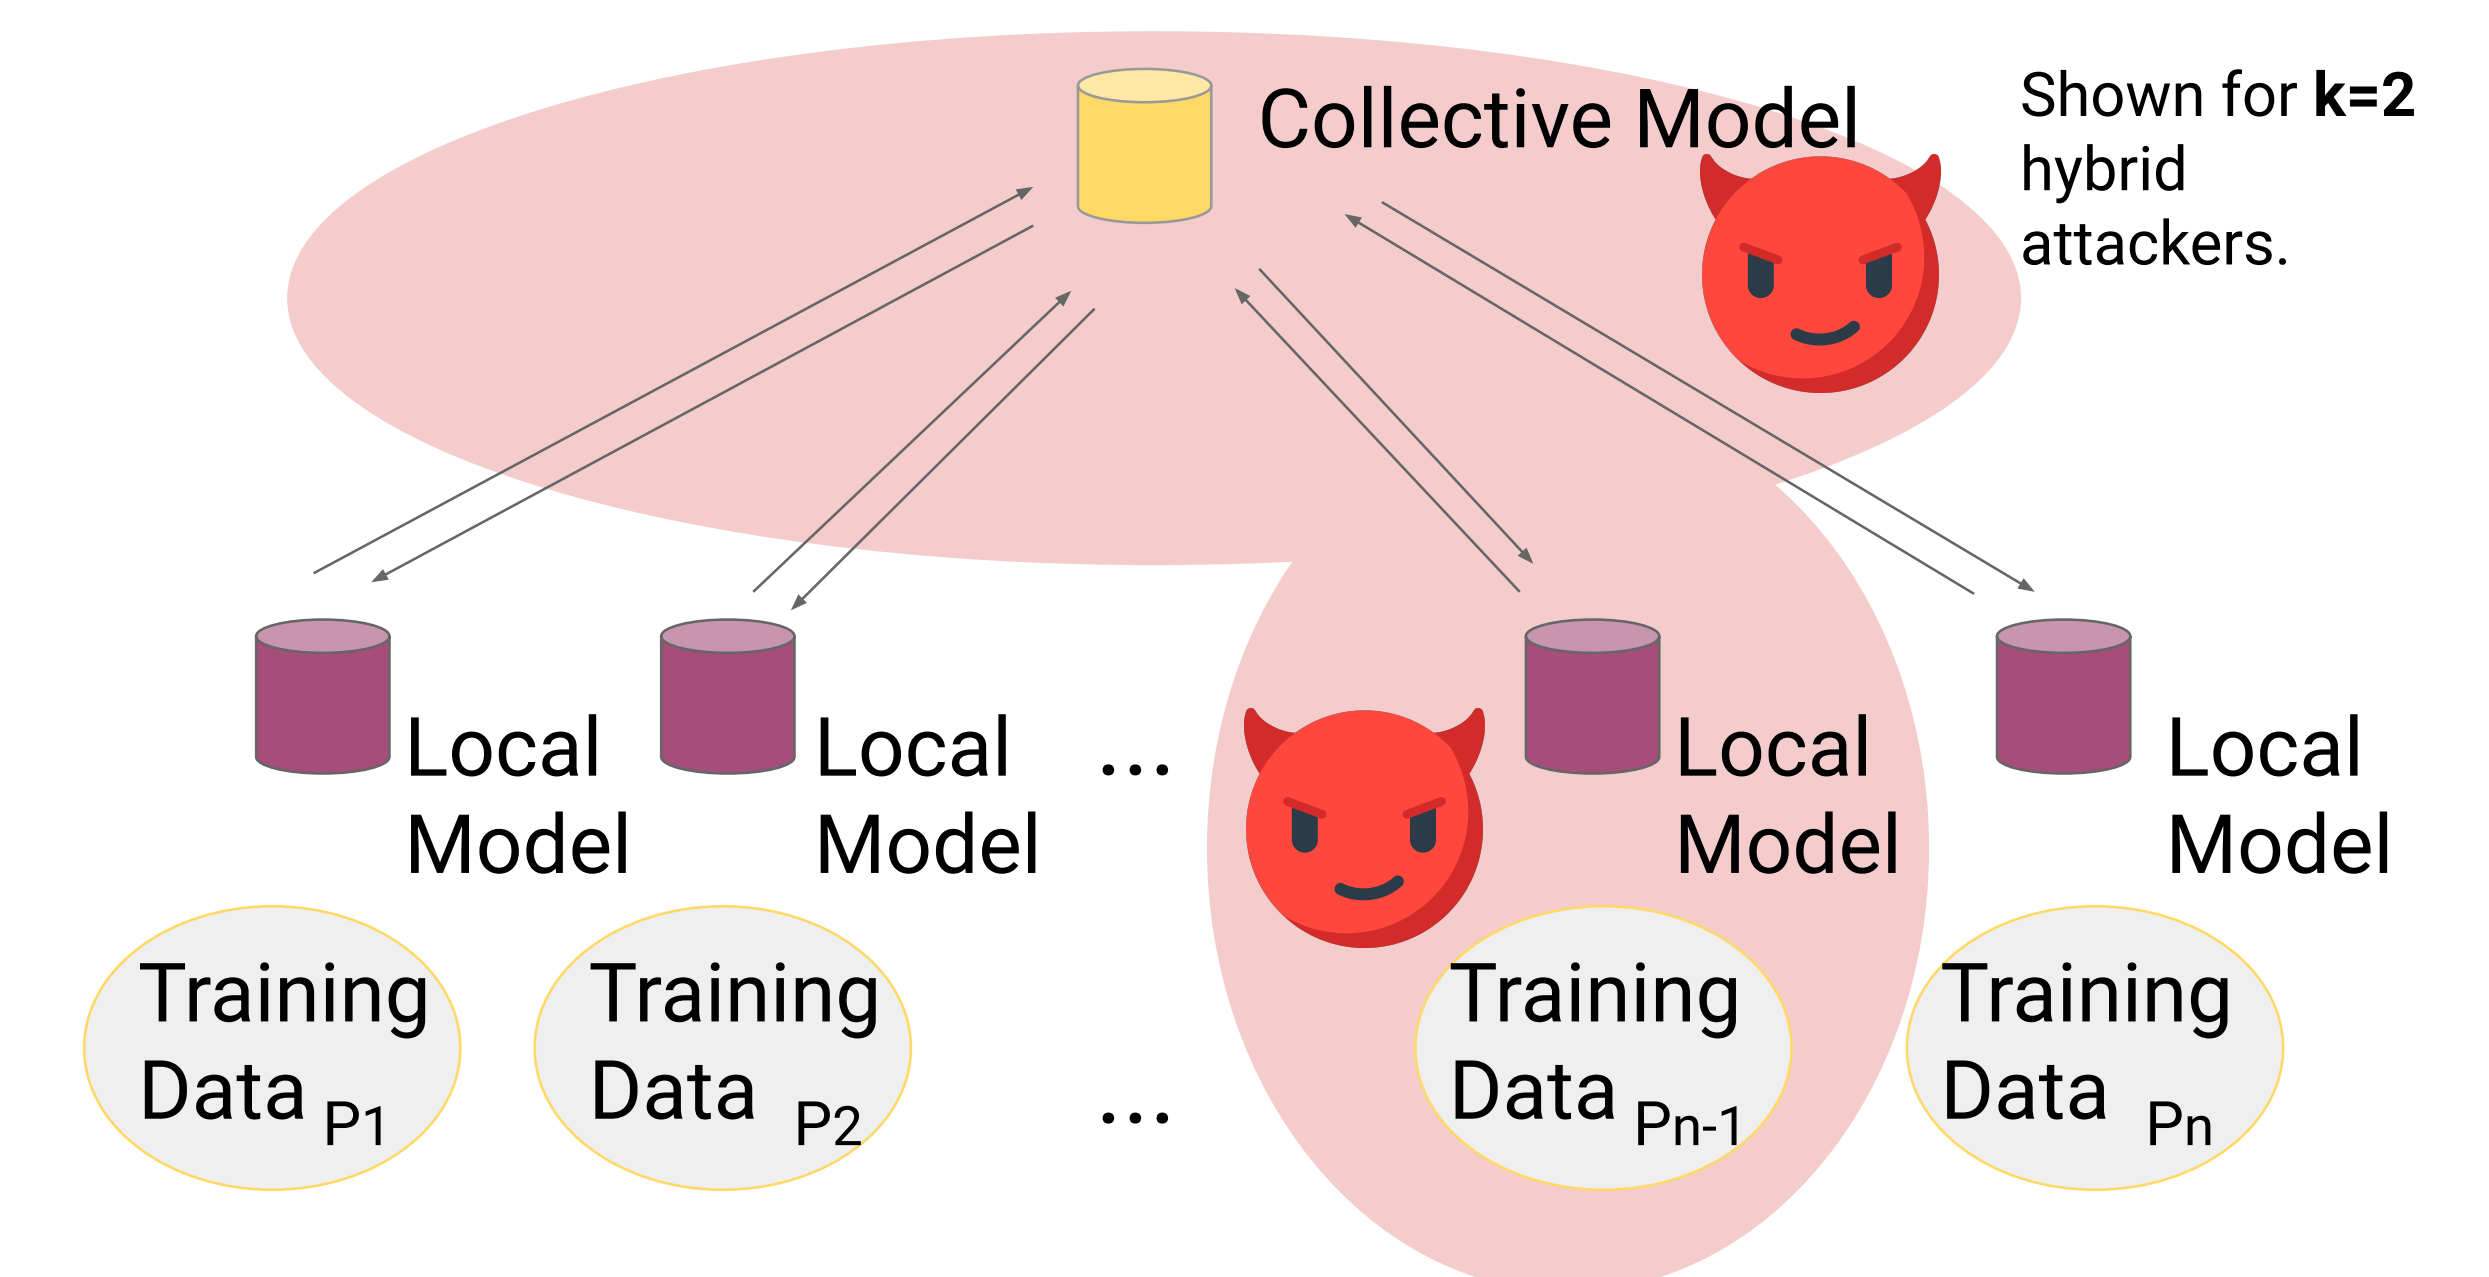 Collective Model
Shown for k=2
hybrid
attackers.
Local
Model
Local
Model
...
Local
Model
Local
Model
Training
Data P1
Training
Data P2
...
Training
Data Pn-1
Training
Data Pn